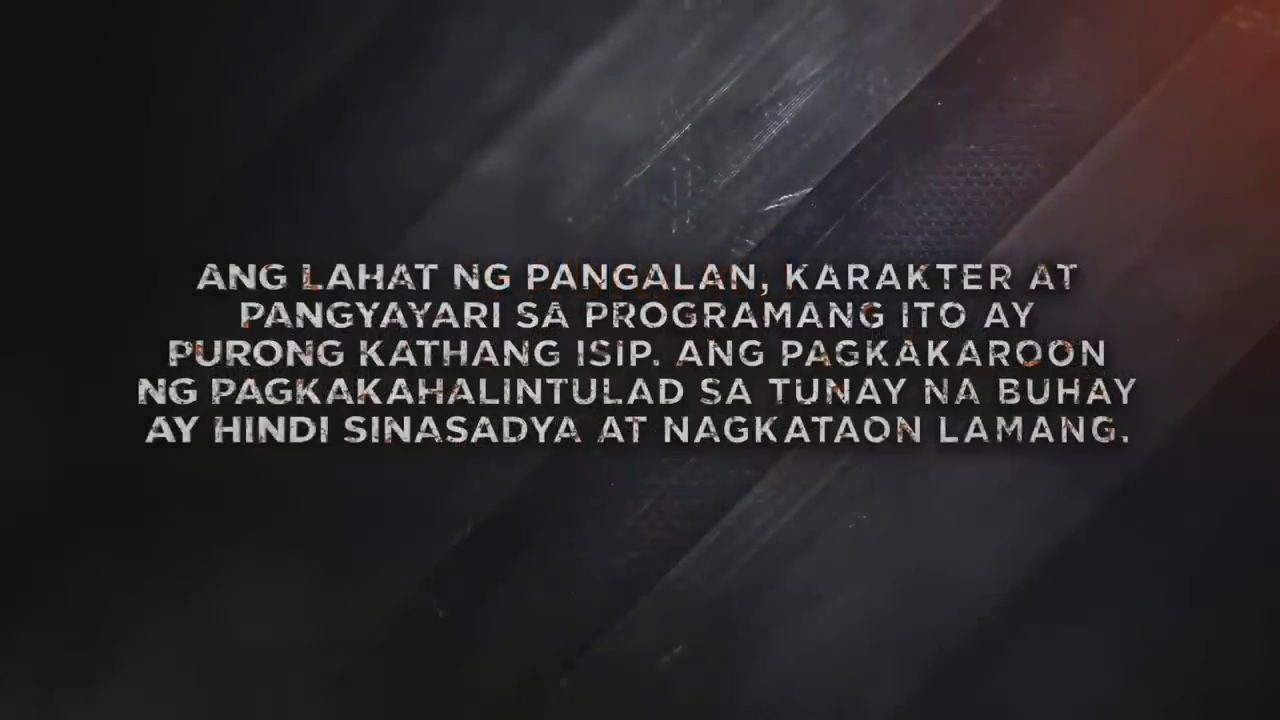 ANG LAHAT NG PANGALAN, KARAKTER AT
PANGYAYARI SA PROGRAMANG ITO AY
PURONG KATHANG ISIP. ANG PAGKAKAROON
NG PAGKAKAHALINTULAD SA TUNAY NA BUHAY
AY HINDI SINASADYA AT NAGKATAON LAMANG.